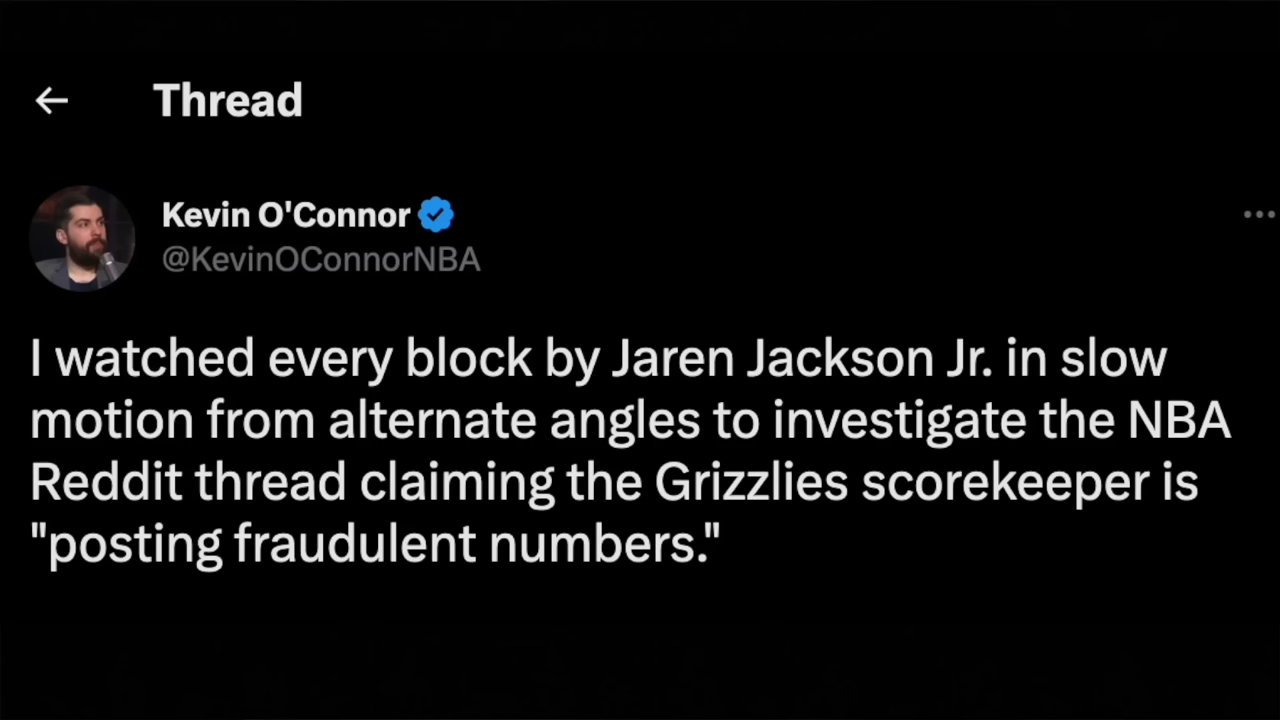 Thread
Kevin O'Connor
@KevinOConnorNBA
I watched every block by Jaren Jackson Jr. in slow
motion from alternate angles to investigate the NBA
Reddit thread claiming the Grizzlies scorekeeper is
"posting fraudulent numbers."